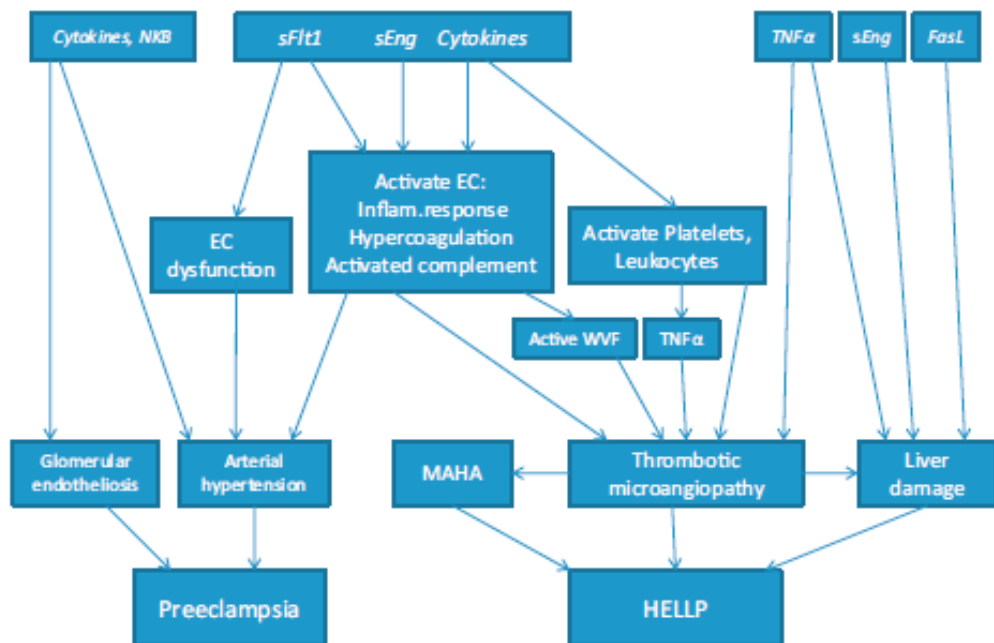 Cytokines, NKB
sFlt1 sEng Cytokines
TNFα
sEng
FasL
Activate EC:
Inflam.response
Hypercoagulation
Activated complement
EC
dysfunction
Activate Platelets,
Leukocytes
Active WVF
TNFα
Glomerular
endotheliosis
Arterial
hypertension
MAHA
Thrombotic
microangiopathy
Liver
damage
Preeclampsia
HELLP